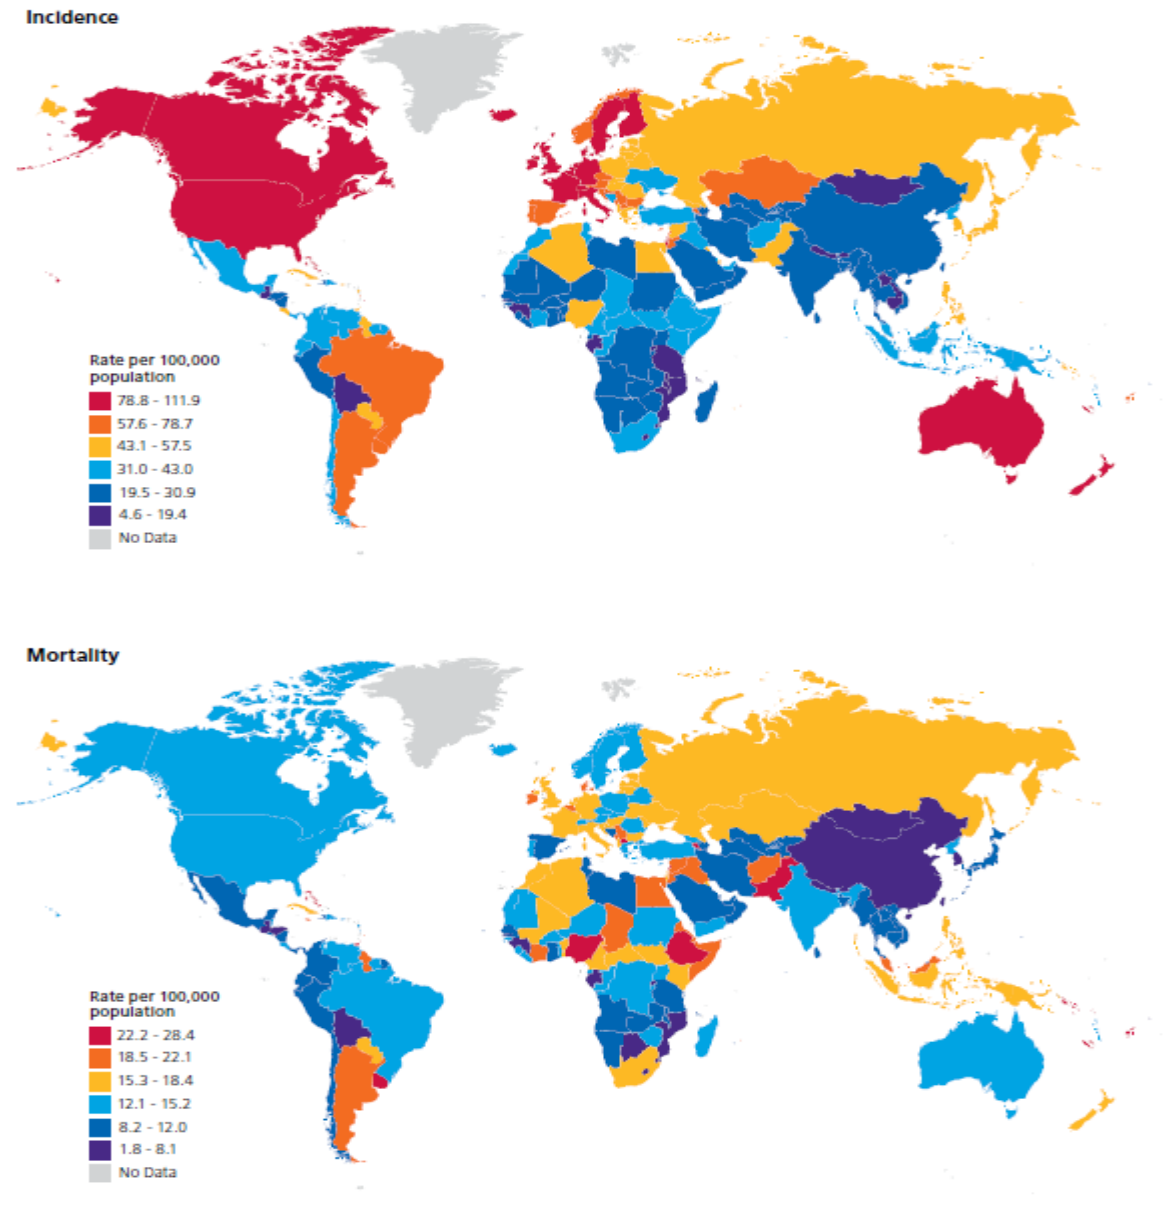 Incidence
Rate per 100,000
population
78.8 - 111.9
57.6 - 78.7
43.1 - 57.5
31.0 - 43.0
19.5 - 30.9
4.6 - 19.4
No Data
Mortality
Rate per 100,000
population
22.2 - 28.4
18.5 - 22.1
15.3 - 18.4
12.1 - 15.2
8.2 - 12.0
1.8 - 8.1
No Data